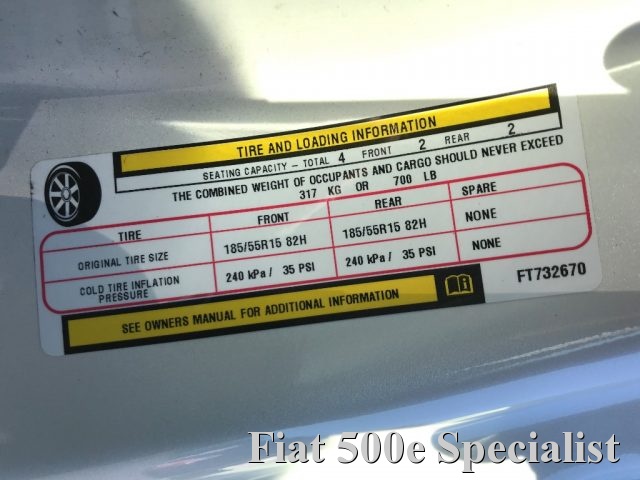 TIRE AND LOADING INFORMATION
SEATING CAPACITY - TOTAL 4 FRONT 2 REAR 2
THE COMBINED WEIGHT OF OCCUPANTS AND CARGO SHOULD NEVER EXCEED
317 KG OR 700 LB
TIRE FRONT REAR SPARE
ORIGINAL TIRE SIZE 185/55R15 82H 185/55R15 82H NONE
COLD TIRE INFLATION PRESSURE 240 kPa / 35 PSI 240 kPa / 35 PSI NONE
SEE OWNERS MANUAL FOR ADDITIONAL INFORMATION
FT732670
Fiat 500e Specialist